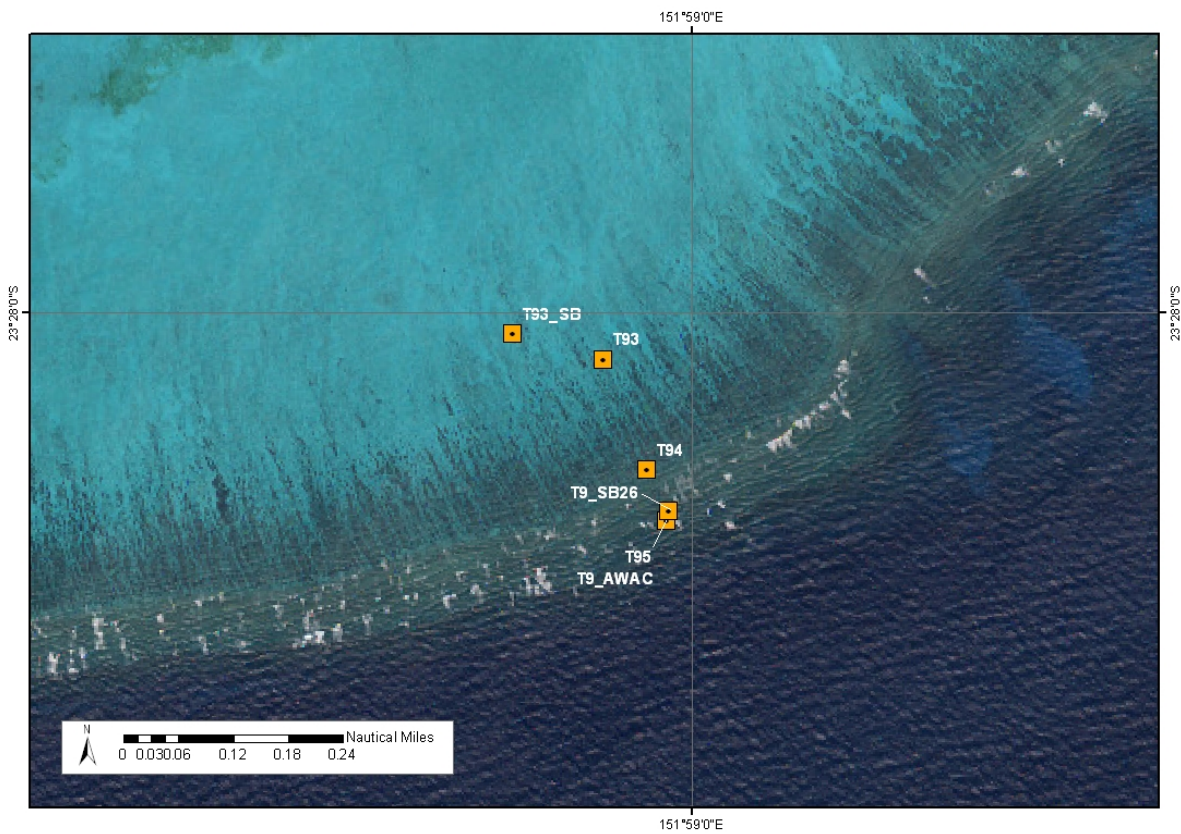 151°59'0"E
23°28'0"S
23°28'0"S
T93_SB
T93
T94
T9_SB26
T95
T9_AWAC
N
Nautical Miles
0 0.030.06 0.12 0.18 0.24
151°59'0"E